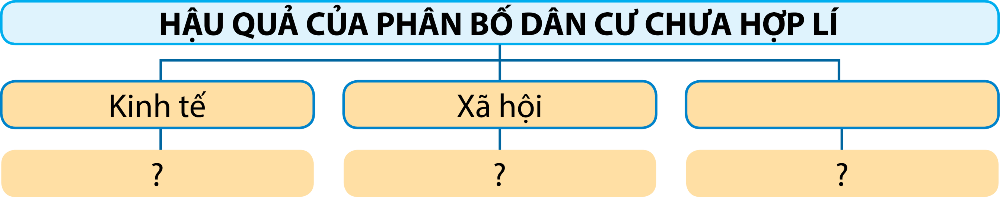 HẬU QUẢ CỦA PHÂN BỐ DÂN CƯ CHƯA HỢP LÍ
Kinh tế
Xã hội
?
?
?